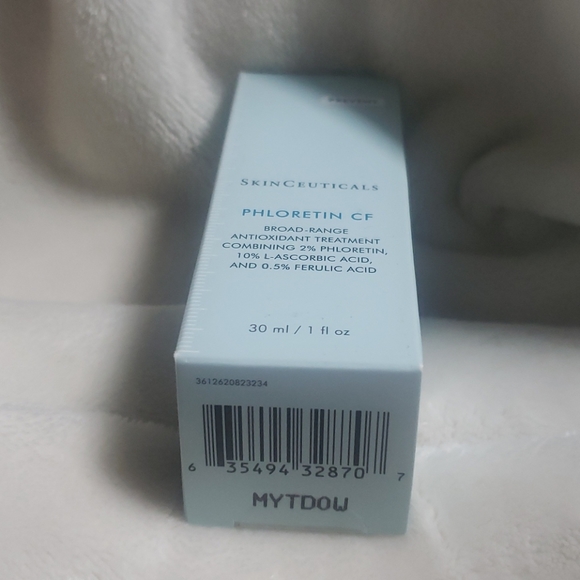 SKINCEUTICALS
PHLORETIN CF
BROAD-RANGE
ANTIOXIDANT TREATMENT
COMBINING 2% PHLORETIN,
10% L-ASCORBIC ACID,
AND 0.5% FERULIC ACID
30 ml / 1 fl oz
3612620823234
6 35494 32870 7
MYTDOW